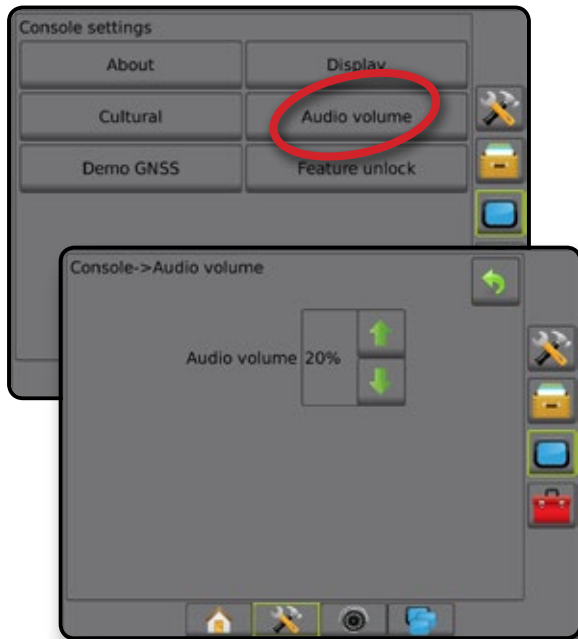 Console settings
About
Display
Cultural
Audio volume
Demo GNSS
Feature unlock
Console->Audio volume
Audio volume 20%